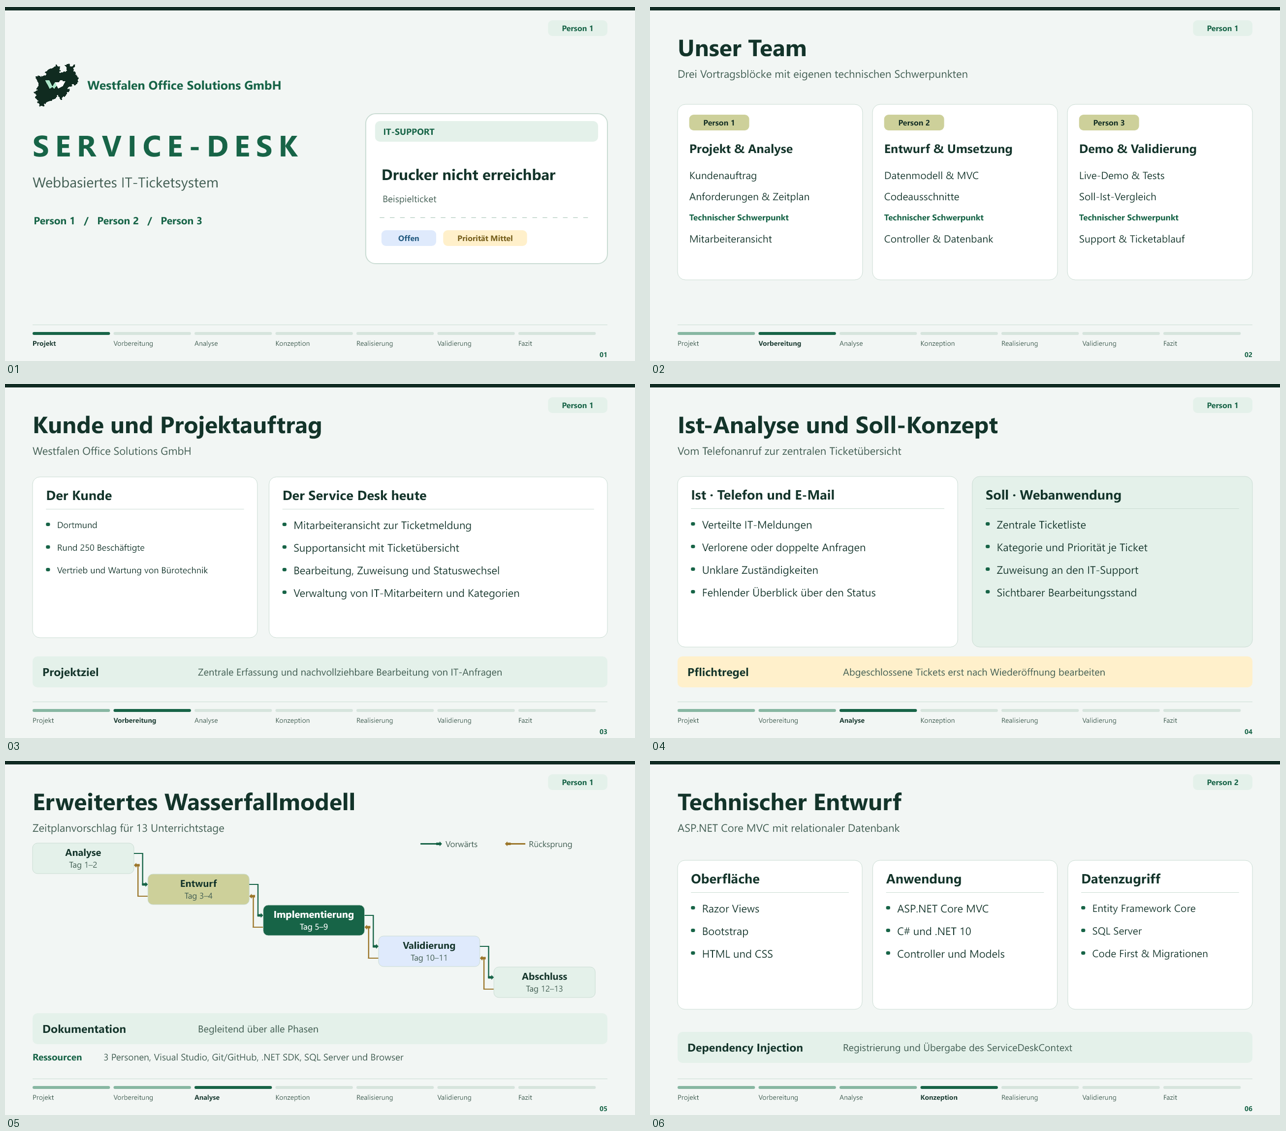 Person 1
Westfalen Office Solutions GmbH
SERVICE-DESK
Webbasiertes IT-Ticketsystem
Person 1 / Person 2 / Person 3
IT-SUPPORT
Drucker nicht erreichbar
Beispielticket
Offen
Priorität Mittel
Projekt
Vorbereitung
Analyse
Konzeption
Realisierung
Validierung
Fazit
01
01
Person 1
Unser Team
Drei Vortragsblöcke mit eigenen technischen Schwerpunkten
Person 1
Projekt & Analyse
Kundenauftrag
Anforderungen & Zeitplan
Technischer Schwerpunkt
Mitarbeiteransicht
Person 2
Entwurf & Umsetzung
Datenmodell & MVC
Codeausschnitte
Technischer Schwerpunkt
Controller & Datenbank
Person 3
Demo & Validierung
Live-Demo & Tests
Soll-Ist-Vergleich
Technischer Schwerpunkt
Support & Ticketablauf
Projekt
Vorbereitung
Analyse
Konzeption
Realisierung
Validierung
Fazit
02
02
Person 1
Kunde und Projektauftrag
Westfalen Office Solutions GmbH
Der Kunde
Dortmund
Rund 250 Beschäftigte
Vertrieb und Wartung von Bürotechnik
Der Service Desk heute
Mitarbeiteransicht zur Ticketmeldung
Supportansicht mit Ticketübersicht
Bearbeitung, Zuweisung und Statuswechsel
Verwaltung von IT-Mitarbeitern und Kategorien
Projektziel
Zentrale Erfassung und nachvollziehbare Bearbeitung von IT-Anfragen
Projekt
Vorbereitung
Analyse
Konzeption
Realisierung
Validierung
Fazit
03
03
Person 1
Ist-Analyse und Soll-Konzept
Vom Telefonanruf zur zentralen Ticketübersicht
Ist · Telefon und E-Mail
Verteilte IT-Meldungen
Verlorene oder doppelte Anfragen
Unklare Zuständigkeiten
Fehlender Überblick über den Status
Soll · Webanwendung
Zentrale Ticketliste
Kategorie und Priorität je Ticket
Zuweisung an den IT-Support
Sichtbarer Bearbeitungsstand
Pflichtregel
Abgeschlossene Tickets erst nach Wiederöffnung bearbeiten
Projekt
Vorbereitung
Analyse
Konzeption
Realisierung
Validierung
Fazit
04
04
Person 1
Erweitertes Wasserfallmodell
Zeitplanvorschlag für 13 Unterrichtstage
Vorwärts
Rücksprung
Analyse
Tag 1–2
Entwurf
Tag 3–4
Implementierung
Tag 5–9
Validierung
Tag 10–11
Abschluss
Tag 12–13
Dokumentation
Begleitend über alle Phasen
Ressourcen
3 Personen, Visual Studio, Git/GitHub, .NET SDK, SQL Server und Browser
Projekt
Vorbereitung
Analyse
Konzeption
Realisierung
Validierung
Fazit
05
05
Person 2
Technischer Entwurf
ASP.NET Core MVC mit relationaler Datenbank
Oberfläche
Razor Views
Bootstrap
HTML und CSS
Anwendung
ASP.NET Core MVC
C# und .NET 10
Controller und Models
Datenzugriff
Entity Framework Core
SQL Server
Code First & Migrationen
Dependency Injection
Registrierung und Übergabe des ServiceDeskContext
Projekt
Vorbereitung
Analyse
Konzeption
Realisierung
Validierung
Fazit
06
06